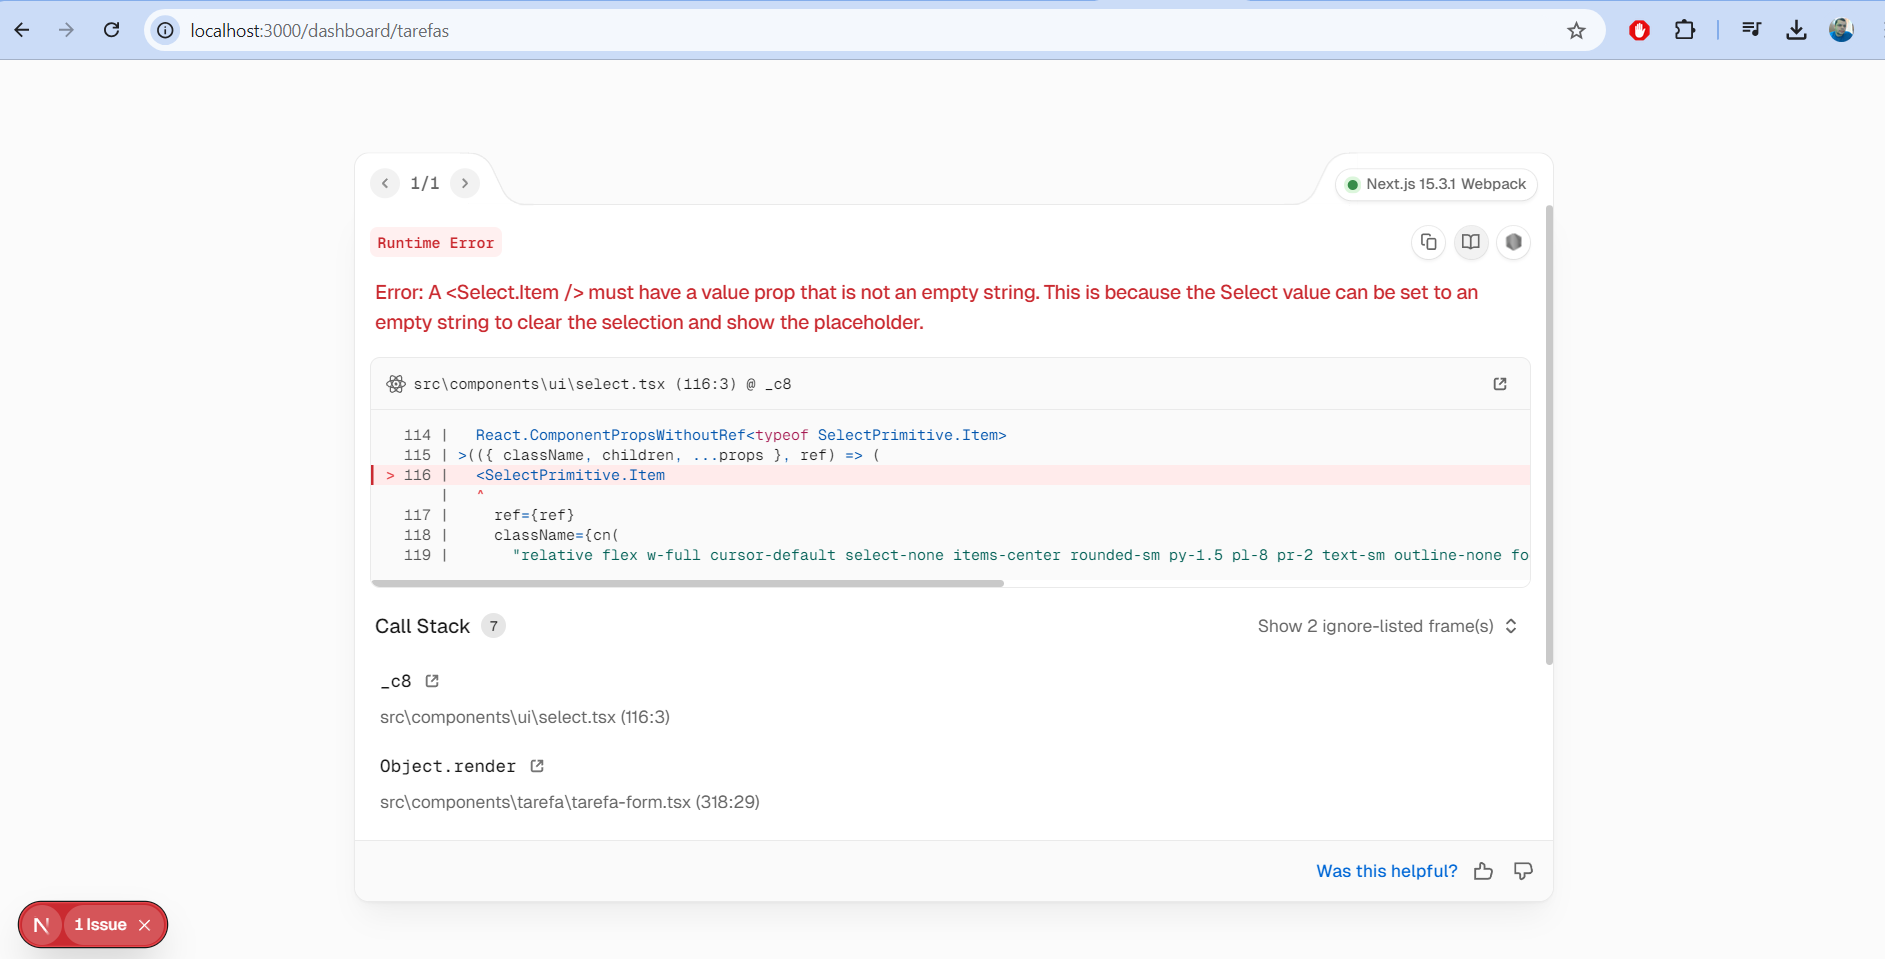 localhost:3000/dashboard/tarefas
1/1
Next.js 15.3.1 Webpack
Runtime Error
Error: A <Select.Item /> must have a value prop that is not an empty string. This is because the Select value can be set to an
empty string to clear the selection and show the placeholder.
src\components\ui\select.tsx (116:3) @ _c8
114 |   React.ComponentPropsWithoutRef<typeof SelectPrimitive.Item>
115 | >(({ className, children, ...props }, ref) => (
> 116 |   <SelectPrimitive.Item
|   ^
117 |     ref={ref}
118 |     className={cn(
119 |       "relative flex w-full cursor-default select-none items-center rounded-sm py-1.5 pl-8 pr-2 text-sm outline-none fo
Call Stack 7
Show 2 ignore-listed frame(s)
_c8
src\components\ui\select.tsx (116:3)
Object.render
src\components\tarefa\tarefa-form.tsx (318:29)
Was this helpful?
N 1 Issue